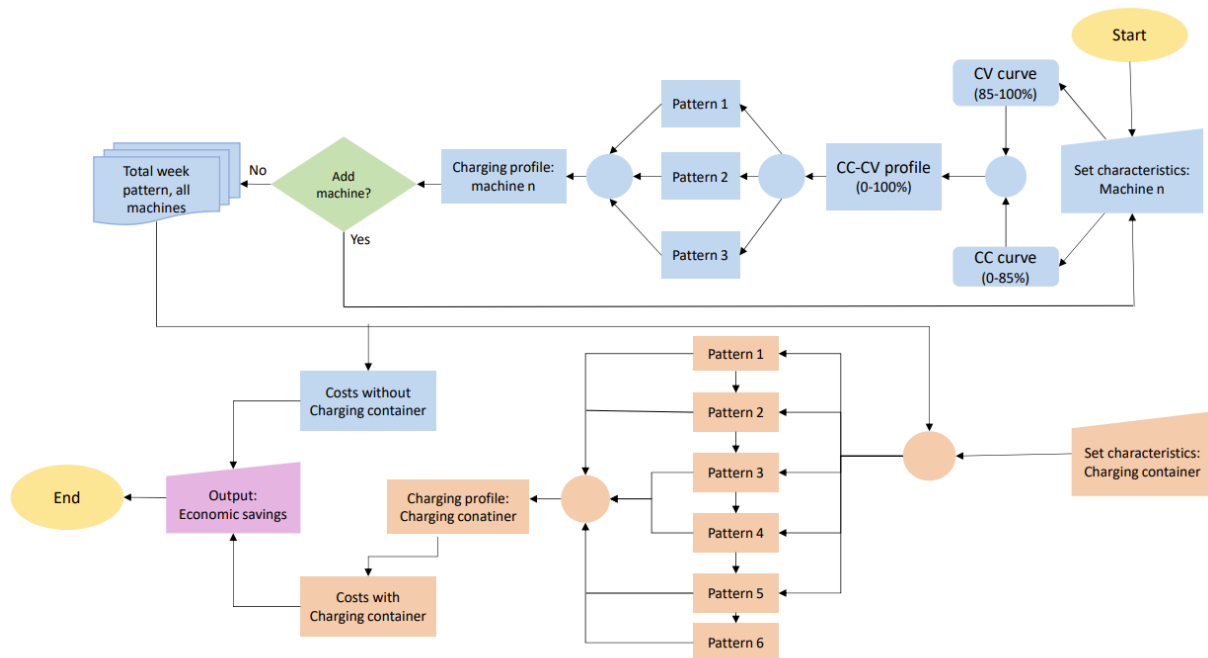 Start
CV curve
(85-100%)
Pattern 1
Set characteristics:
Machine n
CC-CV profile
(0-100%)
Pattern 2
Charging profile:
machine n
Add
machine?
No
Total week
pattern, all
machines
Yes
Pattern 3
CC curve
(0-85%)
Pattern 1
Costs without
Charging container
Pattern 2
Set characteristics:
Charging container
Pattern 3
End
Output:
Economic savings
Charging profile:
Charging conatiner
Pattern 4
Costs with
Charging container
Pattern 5
Pattern 6